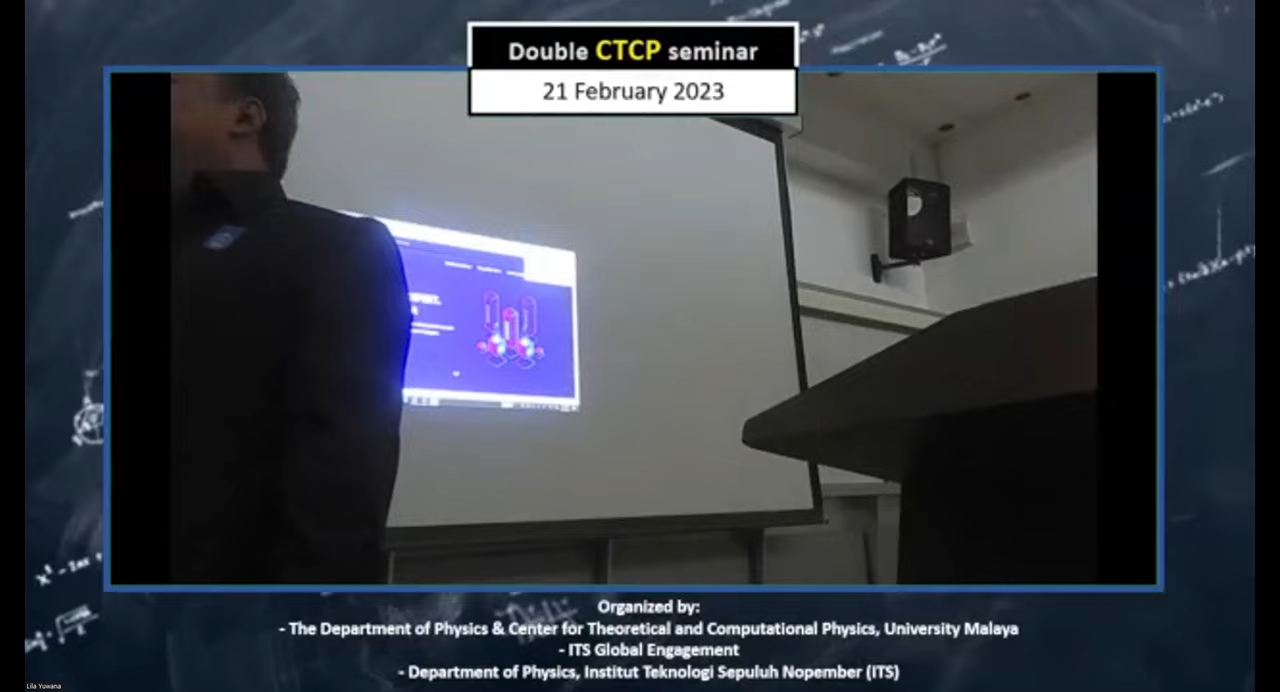 Double CTCP seminar
21 February 2023
Organized by:
- The Department of Physics & Center for Theoretical and Computational Physics, University Malaya
- ITS Global Engagement
- Department of Physics, Institut Teknologi Sepuluh Nopember (ITS)
Lila Yuwana